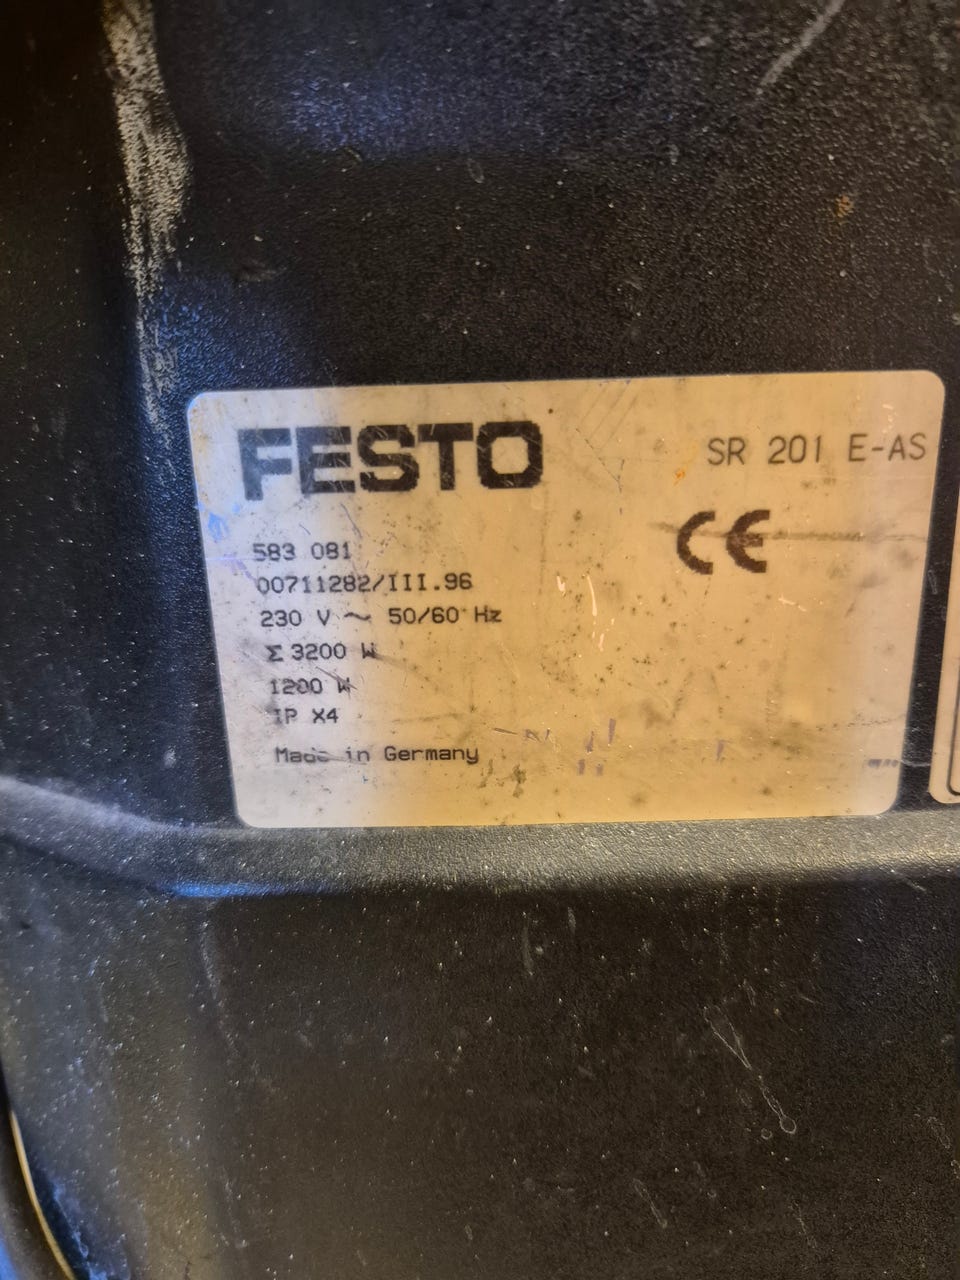 FESTO
SR 201 E-AS
CE
583 081
00711282/III.96
230 V ~ 50/60 Hz
Σ 3200 W
1200 W
IP X4
Made in Germany